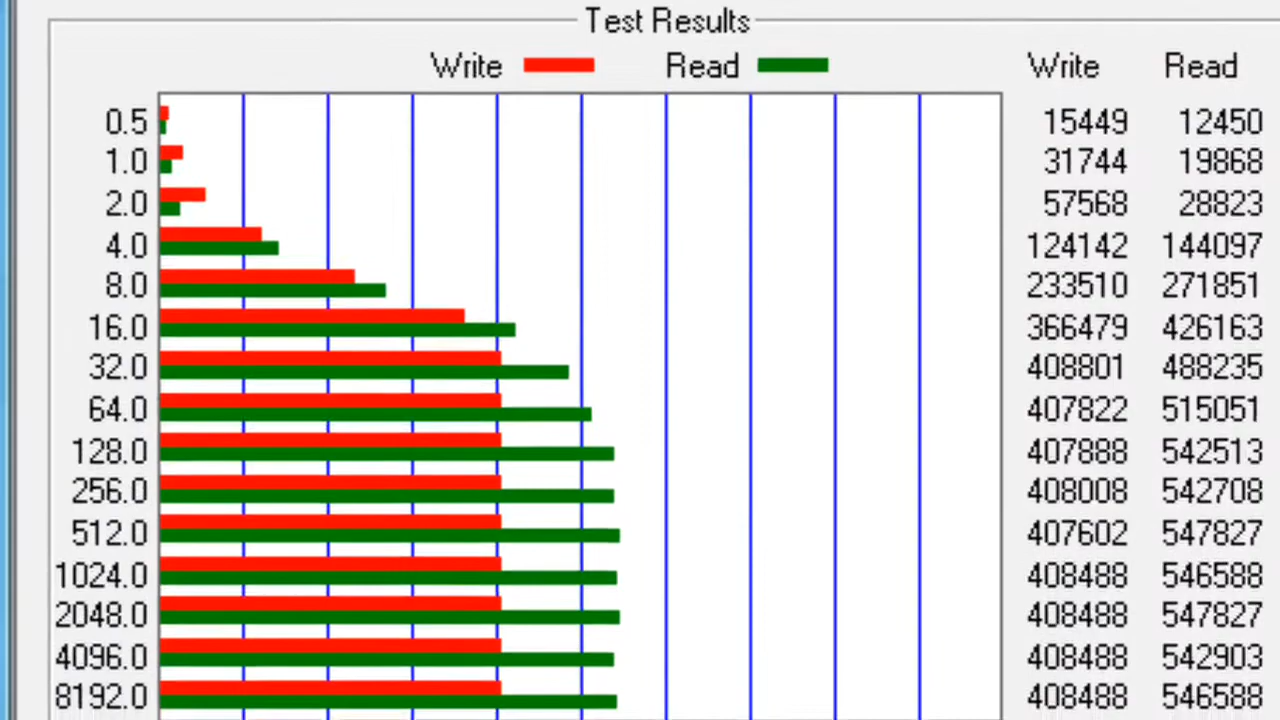 Test Results
Write Read Write Read
0.5 15449 12450
1.0 31744 19868
2.0 57568 28823
4.0 124142 144097
8.0 233510 271851
16.0 366479 426163
32.0 408801 488235
64.0 407822 515051
128.0 407888 542513
256.0 408008 542708
512.0 407602 547827
1024.0 408488 546588
2048.0 408488 547827
4096.0 408488 542903
8192.0 408488 546588